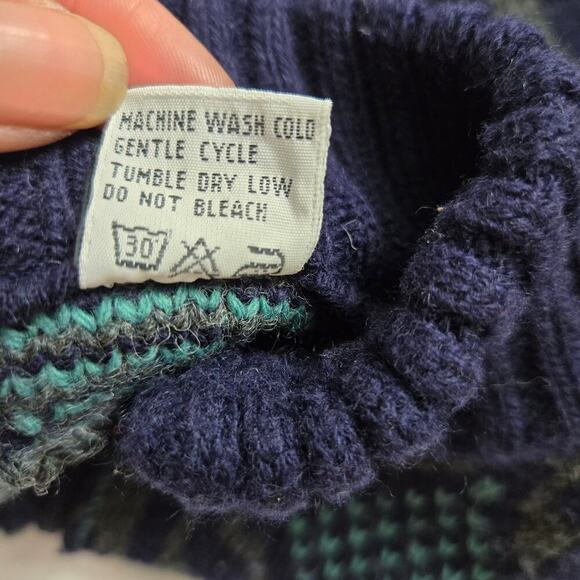 MACHINE WASH COLD
GENTLE CYCLE
TUMBLE DRY LOW
DO NOT BLEACH
30